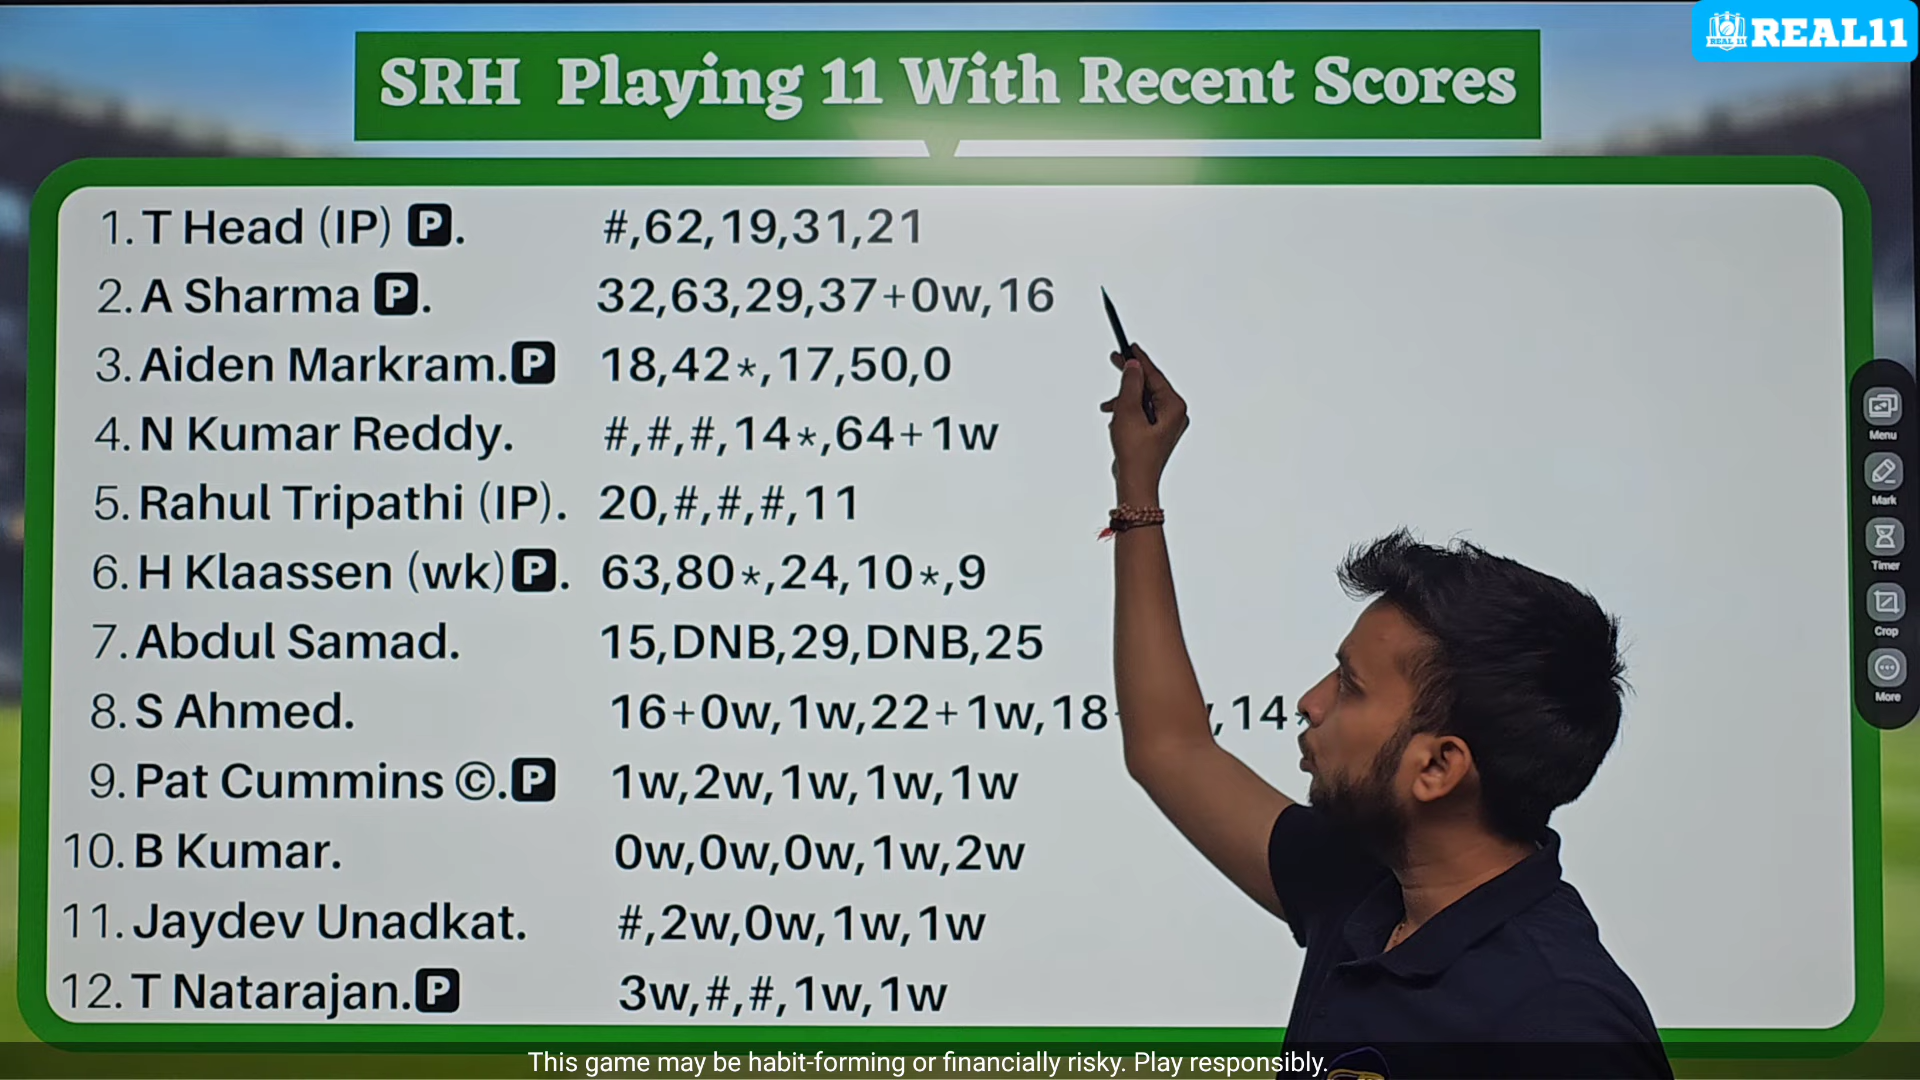 REAL 11 REAL11
SRH Playing 11 With Recent Scores
1. T Head (IP) P. #,62,19,31,21
2. A Sharma P. 32,63,29,37+0w,16
3. Aiden Markram. P 18,42*,17,50,0
4. N Kumar Reddy. #,#,#,14*,64+1w
5. Rahul Tripathi (IP). 20,#,#,#,11
6. H Klaassen (wk) P. 63,80*,24,10*,9
7. Abdul Samad. 15,DNB,29,DNB,25
8. S Ahmed. 16+0w,1w,22+1w,18 ,14
9. Pat Cummins ©. P 1w,2w,1w,1w,1w
10. B Kumar. 0w,0w,0w,1w,2w
11. Jaydev Unadkat. #,2w,0w,1w,1w
12. T Natarajan. P 3w,#,#,1w,1w
Menu
Mark
Timer
Crop
More
This game may be habit-forming or financially risky. Play responsibly.